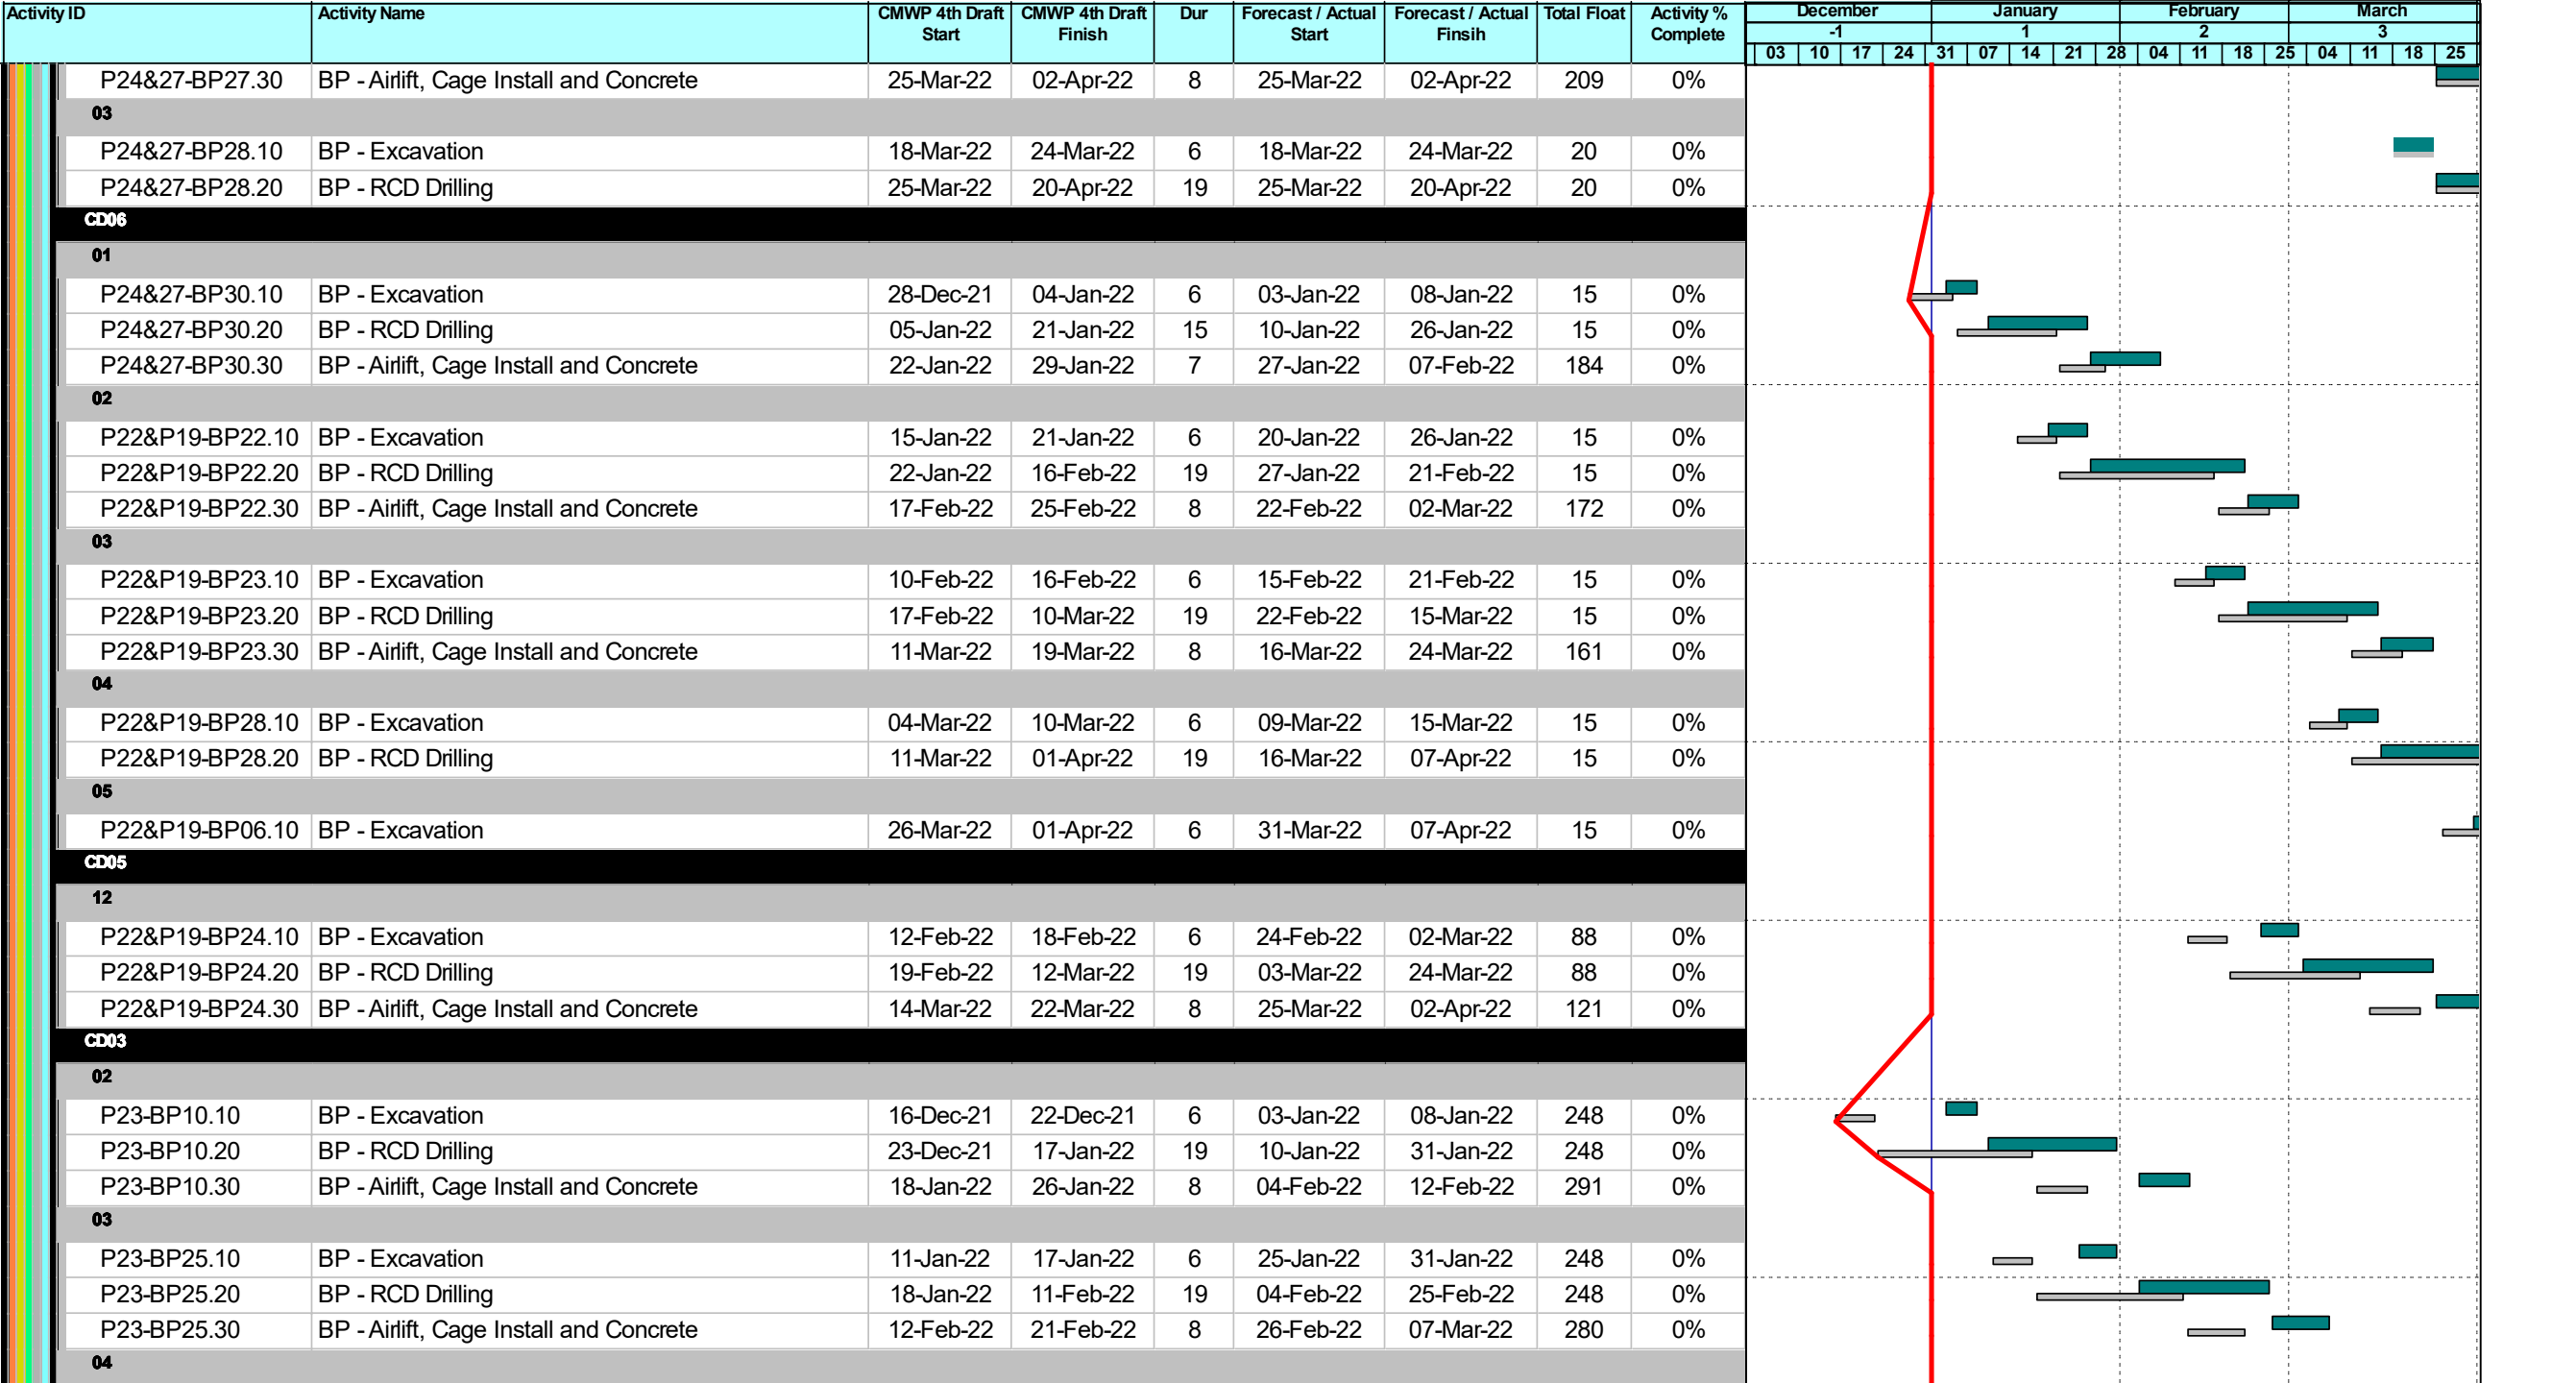 Activity ID Activity Name CMWP 4th Draft Start CMWP 4th Draft Finish Dur Forecast / Actual Start Forecast / Actual Finsih Total Float Activity % Complete December January February March
-1 1 2 3
03 10 17 24 31 07 14 21 28 04 11 18 25 04 11 18 25
P24&27-BP27.30 BP - Airlift, Cage Install and Concrete 25-Mar-22 02-Apr-22 8 25-Mar-22 02-Apr-22 209 0%
03
P24&27-BP28.10 BP - Excavation 18-Mar-22 24-Mar-22 6 18-Mar-22 24-Mar-22 20 0%
P24&27-BP28.20 BP - RCD Drilling 25-Mar-22 20-Apr-22 19 25-Mar-22 20-Apr-22 20 0%
CD06
01
P24&27-BP30.10 BP - Excavation 28-Dec-21 04-Jan-22 6 03-Jan-22 08-Jan-22 15 0%
P24&27-BP30.20 BP - RCD Drilling 05-Jan-22 21-Jan-22 15 10-Jan-22 26-Jan-22 15 0%
P24&27-BP30.30 BP - Airlift, Cage Install and Concrete 22-Jan-22 29-Jan-22 7 27-Jan-22 07-Feb-22 184 0%
02
P22&P19-BP22.10 BP - Excavation 15-Jan-22 21-Jan-22 6 20-Jan-22 26-Jan-22 15 0%
P22&P19-BP22.20 BP - RCD Drilling 22-Jan-22 16-Feb-22 19 27-Jan-22 21-Feb-22 15 0%
P22&P19-BP22.30 BP - Airlift, Cage Install and Concrete 17-Feb-22 25-Feb-22 8 22-Feb-22 02-Mar-22 172 0%
03
P22&P19-BP23.10 BP - Excavation 10-Feb-22 16-Feb-22 6 15-Feb-22 21-Feb-22 15 0%
P22&P19-BP23.20 BP - RCD Drilling 17-Feb-22 10-Mar-22 19 22-Feb-22 15-Mar-22 15 0%
P22&P19-BP23.30 BP - Airlift, Cage Install and Concrete 11-Mar-22 19-Mar-22 8 16-Mar-22 24-Mar-22 161 0%
04
P22&P19-BP28.10 BP - Excavation 04-Mar-22 10-Mar-22 6 09-Mar-22 15-Mar-22 15 0%
P22&P19-BP28.20 BP - RCD Drilling 11-Mar-22 01-Apr-22 19 16-Mar-22 07-Apr-22 15 0%
05
P22&P19-BP06.10 BP - Excavation 26-Mar-22 01-Apr-22 6 31-Mar-22 07-Apr-22 15 0%
CD05
12
P22&P19-BP24.10 BP - Excavation 12-Feb-22 18-Feb-22 6 24-Feb-22 02-Mar-22 88 0%
P22&P19-BP24.20 BP - RCD Drilling 19-Feb-22 12-Mar-22 19 03-Mar-22 24-Mar-22 88 0%
P22&P19-BP24.30 BP - Airlift, Cage Install and Concrete 14-Mar-22 22-Mar-22 8 25-Mar-22 02-Apr-22 121 0%
CD03
02
P23-BP10.10 BP - Excavation 16-Dec-21 22-Dec-21 6 03-Jan-22 08-Jan-22 248 0%
P23-BP10.20 BP - RCD Drilling 23-Dec-21 17-Jan-22 19 10-Jan-22 31-Jan-22 248 0%
P23-BP10.30 BP - Airlift, Cage Install and Concrete 18-Jan-22 26-Jan-22 8 04-Feb-22 12-Feb-22 291 0%
03
P23-BP25.10 BP - Excavation 11-Jan-22 17-Jan-22 6 25-Jan-22 31-Jan-22 248 0%
P23-BP25.20 BP - RCD Drilling 18-Jan-22 11-Feb-22 19 04-Feb-22 25-Feb-22 248 0%
P23-BP25.30 BP - Airlift, Cage Install and Concrete 12-Feb-22 21-Feb-22 8 26-Feb-22 07-Mar-22 280 0%
04